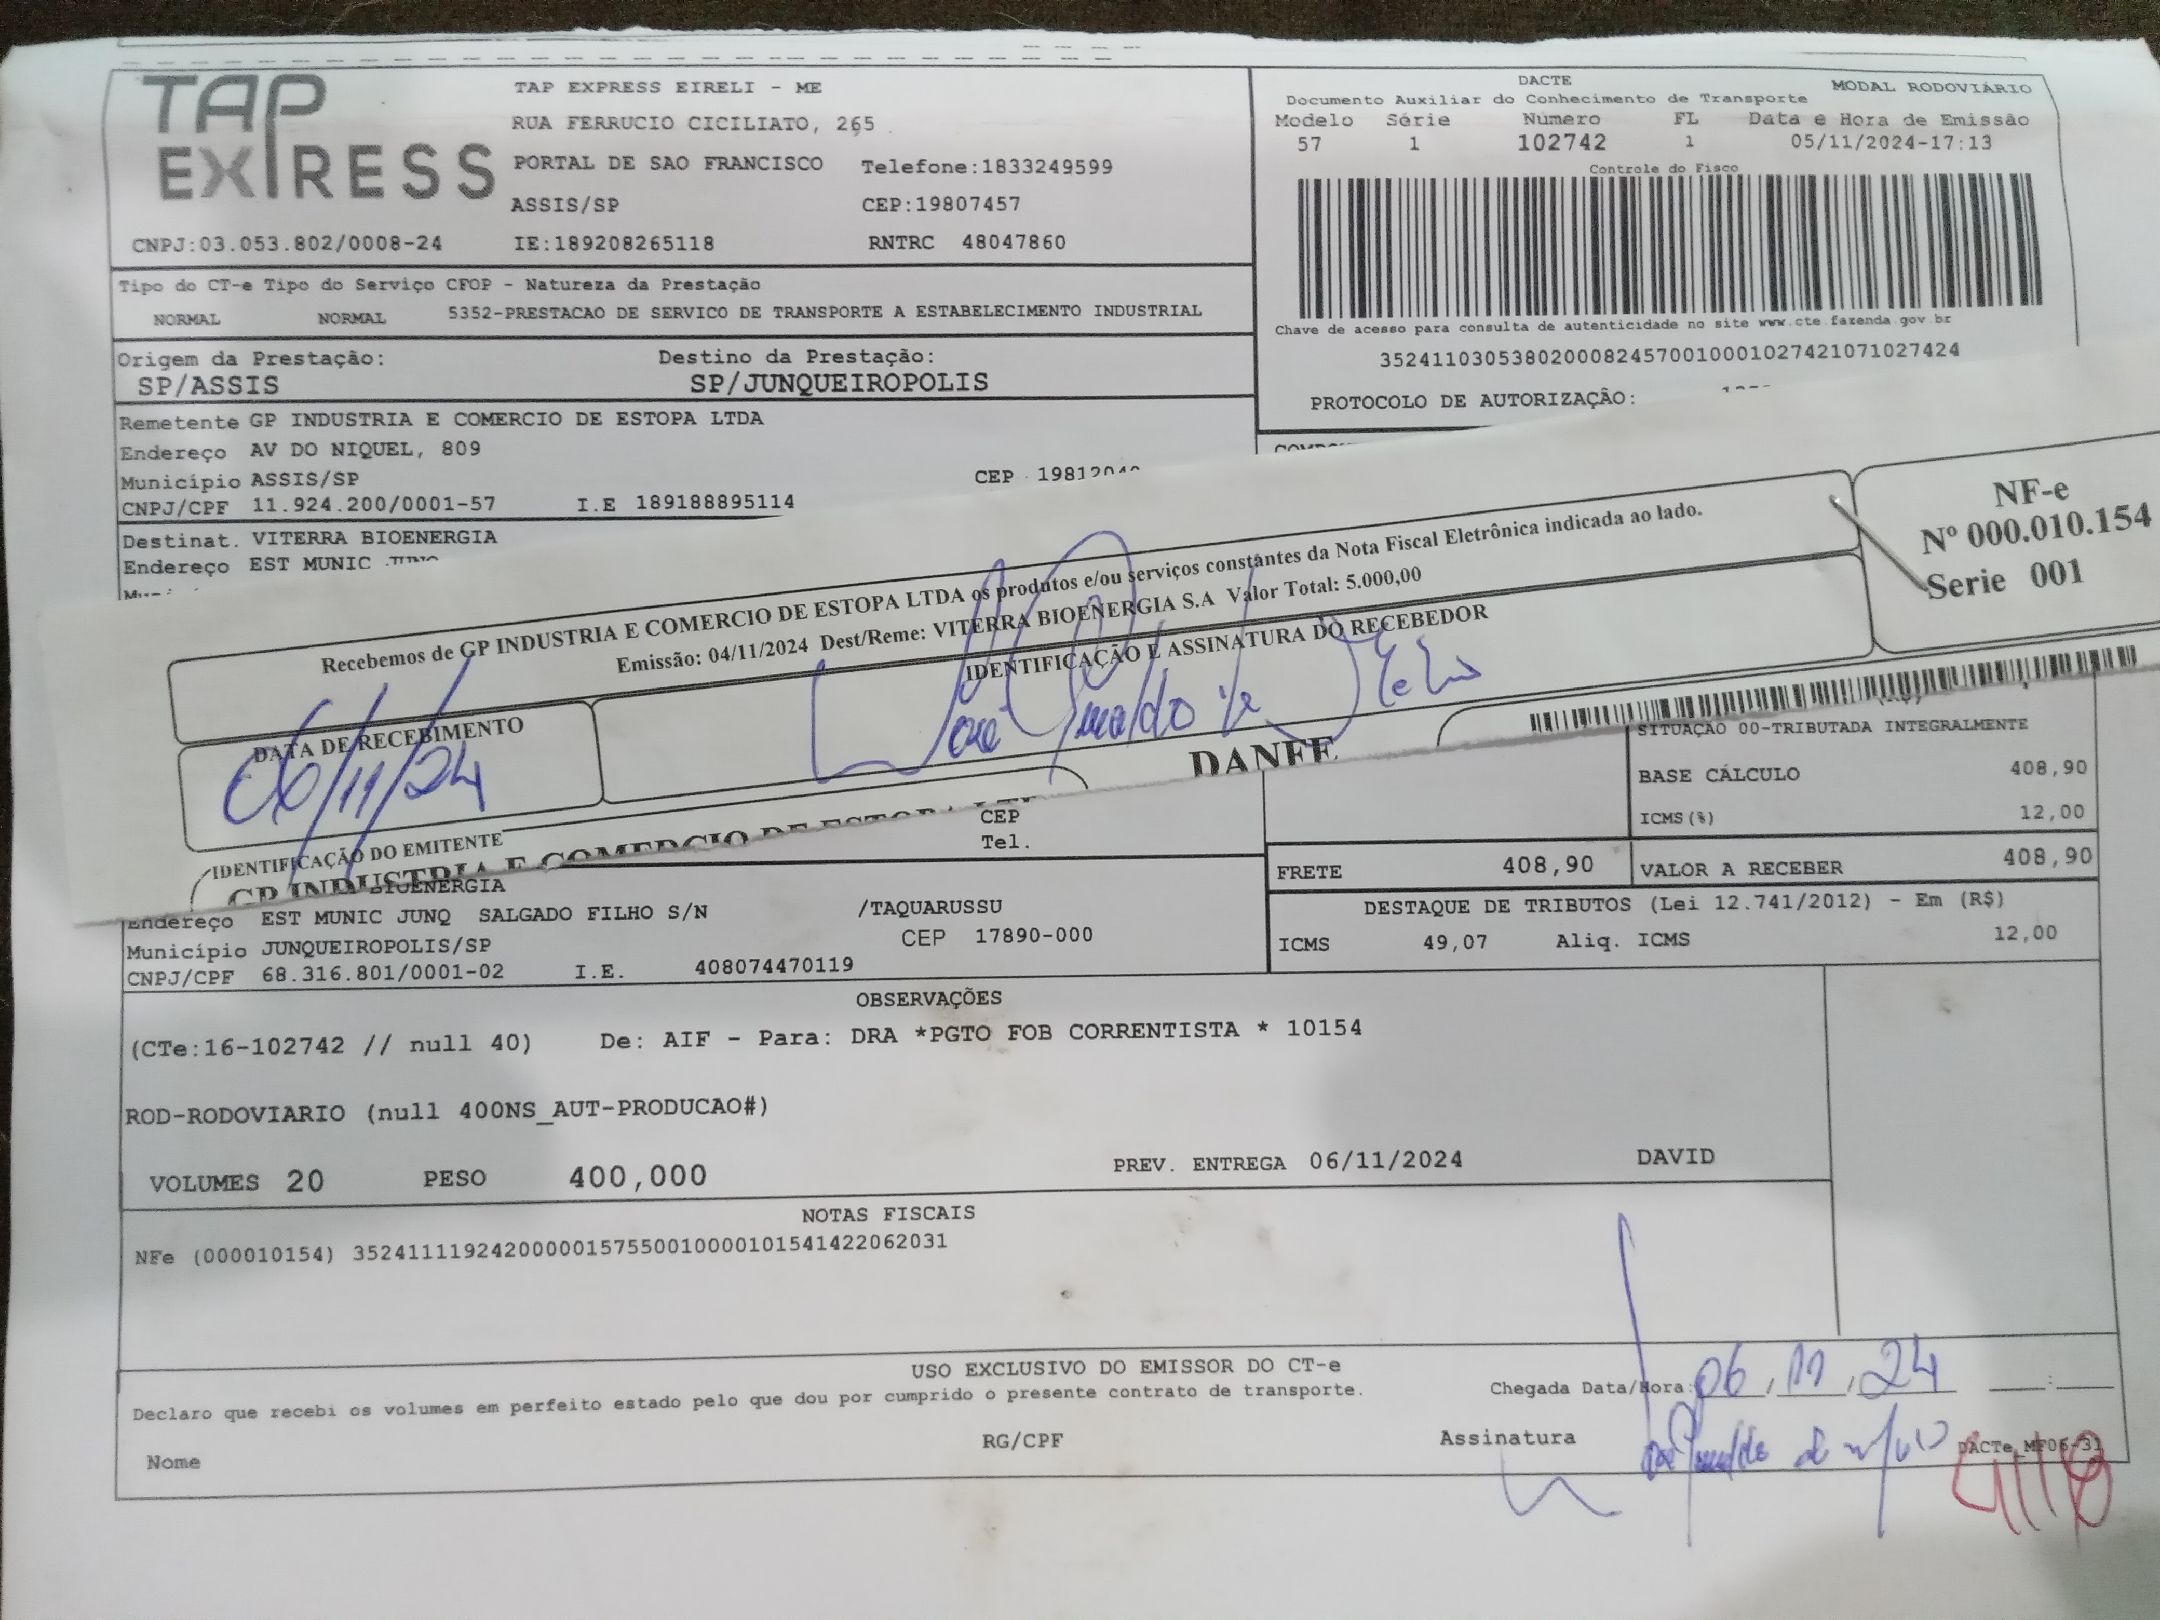 TAP EXPRESS
TAP EXPRESS EIRELI - ME
RUA FERRUCIO CICILIATO, 265
PORTAL DE SAO FRANCISCO Telefone:1833249599
ASSIS/SP CEP:19807457
CNPJ:03.053.802/0008-24 IE:189208265118 RNTRC 48047860
DACTE MODAL RODOVIÁRIO
Documento Auxiliar do Conhecimento de Transporte
Modelo Série Número FL Data e Hora de Emissão
57 1 102742 1 05/11/2024-17:13
Controle do Fisco
Chave de acesso para consulta de autenticidade no site www.cte.fazenda.gov.br
35241103053802000824570010001027421071027424
PROTOCOLO DE AUTORIZAÇÃO:
Tipo do CT-e Tipo do Serviço CFOP - Natureza da Prestação
NORMAL NORMAL 5352-PRESTACAO DE SERVICO DE TRANSPORTE A ESTABELECIMENTO INDUSTRIAL
Origem da Prestação: Destino da Prestação:
SP/ASSIS SP/JUNQUEIROPOLIS
Remetente GP INDUSTRIA E COMERCIO DE ESTOPA LTDA
Endereço AV DO NIQUEL, 809
Município ASSIS/SP CEP 19812040
CNPJ/CPF 11.924.200/0001-57 I.E 189188895114
Destinat. VITERRA BIOENERGIA
Endereço EST MUNIC JUNQ
Recebemos de GP INDUSTRIA E COMERCIO DE ESTOPA LTDA os produtos e/ou serviços constantes da Nota Fiscal Eletrônica indicada ao lado.
Emissão: 04/11/2024 Dest/Reme: VITERRA BIOENERGIA S.A Valor Total: 5.000,00
NF-e
Nº 000.010.154
Serie 001
DATA DE RECEBIMENTO
06/11/24
IDENTIFICAÇÃO E ASSINATURA DO RECEBEDOR
DANFE
IDENTIFICAÇÃO DO EMITENTE
GP INDUSTRIA E COMERCIO DE ESTOPA LTDA
CEP
Tel.
SITUAÇÃO 00-TRIBUTADA INTEGRALMENTE
BASE CÁLCULO 408,90
ICMS(%) 12,00
FRETE 408,90 VALOR A RECEBER 408,90
DESTAQUE DE TRIBUTOS (Lei 12.741/2012) - Em (R$)
ICMS 49,07 Aliq. ICMS 12,00
BIOENERGIA
Endereço EST MUNIC JUNQ SALGADO FILHO S/N /TAQUARUSSU
Município JUNQUEIROPOLIS/SP CEP 17890-000
CNPJ/CPF 68.316.801/0001-02 I.E. 408074470119
OBSERVAÇÕES
(CTe:16-102742 // null 40) De: AIF - Para: DRA *PGTO FOB CORRENTISTA * 10154
ROD-RODOVIARIO (null 400NS_AUT-PRODUCAO#)
VOLUMES 20 PESO 400,000 PREV. ENTREGA 06/11/2024 DAVID
NOTAS FISCAIS
NFe (000010154) 35241111924200000157550010000101541422062031
USO EXCLUSIVO DO EMISSOR DO CT-e
Declaro que recebi os volumes em perfeito estado pelo que dou por cumprido o presente contrato de transporte.
Chegada Data/Hora: 06,11,24
Nome RG/CPF Assinatura
DACTe_MF06-31